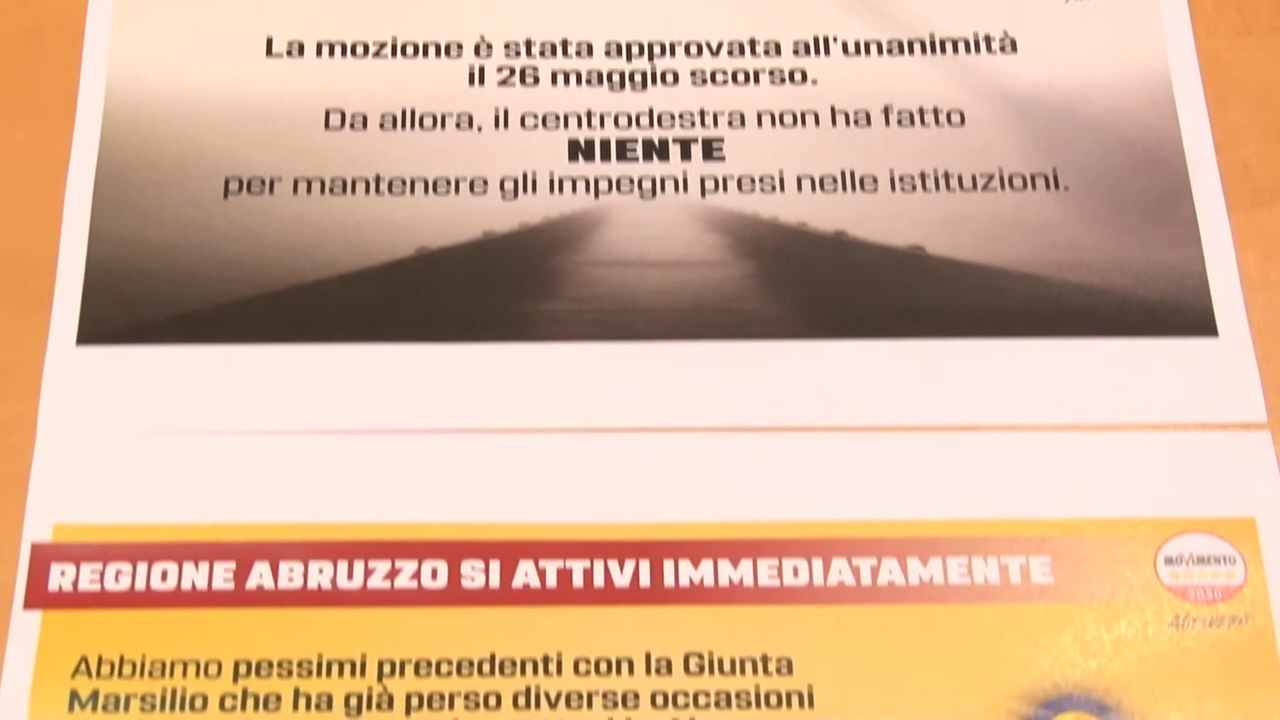 La mozione è stata approvata all'unanimità
il 26 maggio scorso.
Da allora, il centrodestra non ha fatto
NIENTE
per mantenere gli impegni presi nelle istituzioni.
REGIONE ABRUZZO SI ATTIVI IMMEDIATAMENTE
MOVIMENTO
2050
Abruzzo
Abbiamo pessimi precedenti con la Giunta
Marsilio che ha già perso diverse occasioni